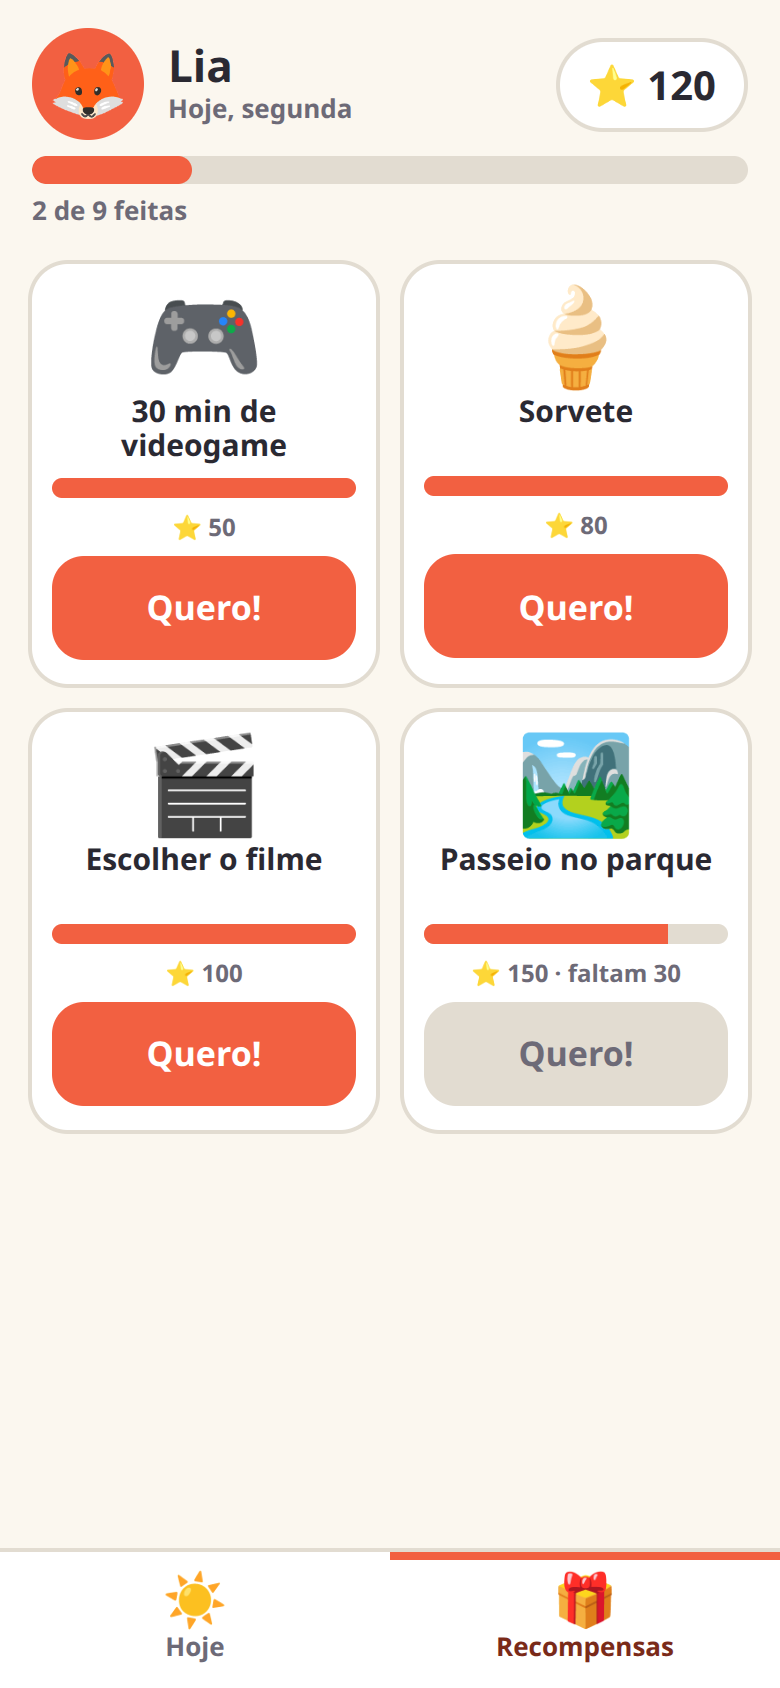 Lia
Hoje, segunda
120
2 de 9 feitas
30 min de
videogame
50
Quero!
Sorvete
80
Quero!
Escolher o filme
100
Quero!
Passeio no parque
150 · faltam 30
Quero!
Hoje
Recompensas